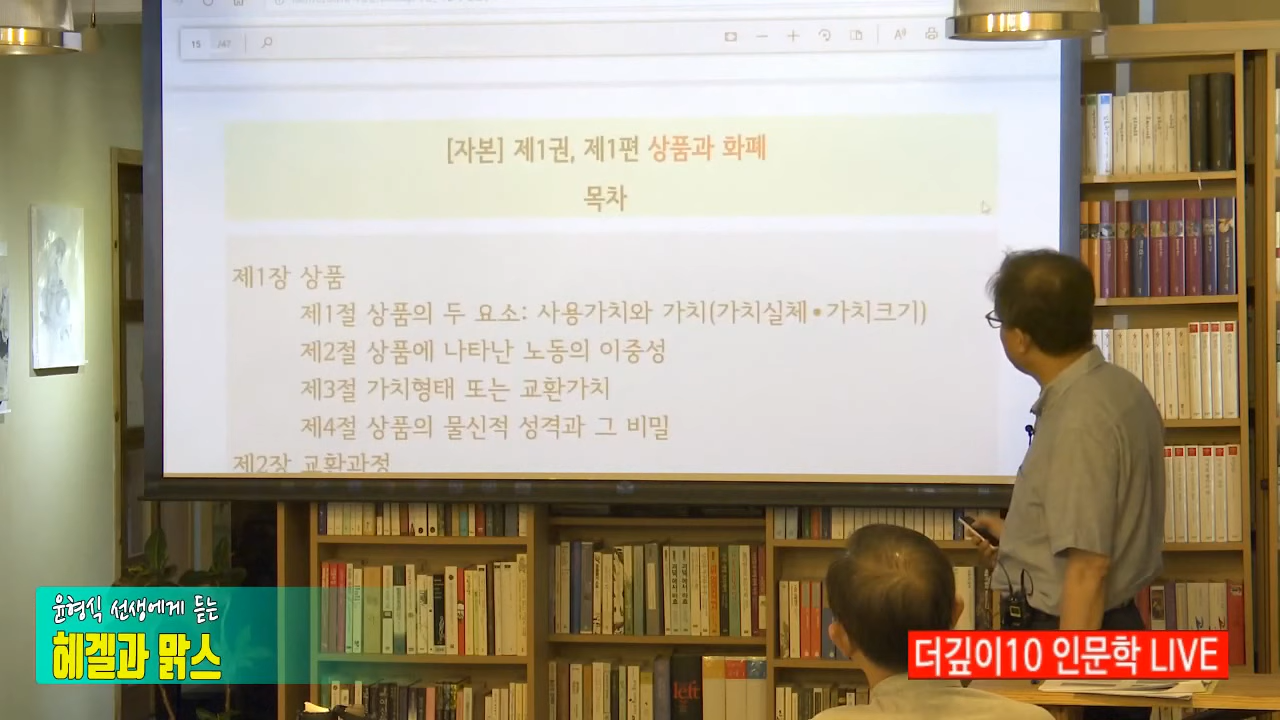 15 /47
[자본] 제1권, 제1편 상품과 화폐
목차
제1장 상품
제1절 상품의 두 요소: 사용가치와 가치(가치실체•가치크기)
제2절 상품에 나타난 노동의 이중성
제3절 가치형태 또는 교환가치
제4절 상품의 물신적 성격과 그 비밀
제2장 교환과정
left
윤형식 선생에게 듣는
헤겔과 맑스
더깊이10 인문학 LIVE